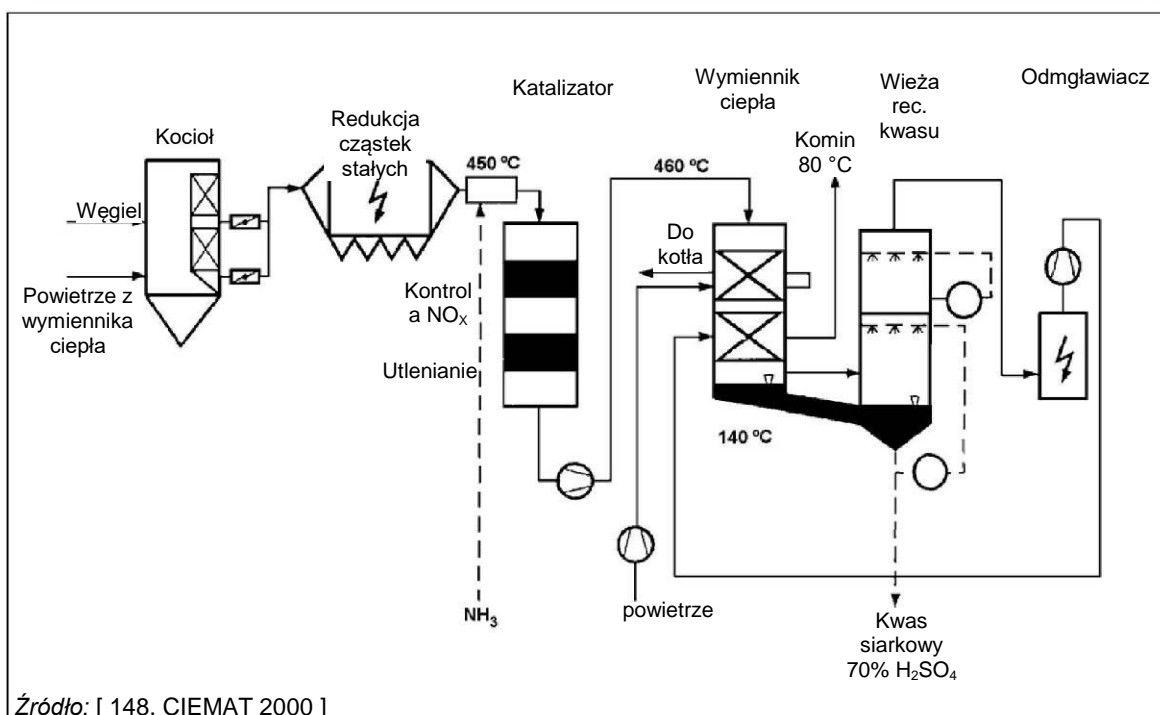 Katalizator
Wymiennik
ciepła
Wieża
rec.
kwasu
Odmgławiacz
Kocioł
Redukcja
cząstek
stałych
450 °C
460 °C
Komin
80 °C
Węgiel
Powietrze z
wymiennika
ciepła
Do
kotła
Kontrol
a NOX
Utlenianie
140 °C
NH3
powietrze
Kwas
siarkowy
70% H2SO4
Źródło: [ 148, CIEMAT 2000 ]